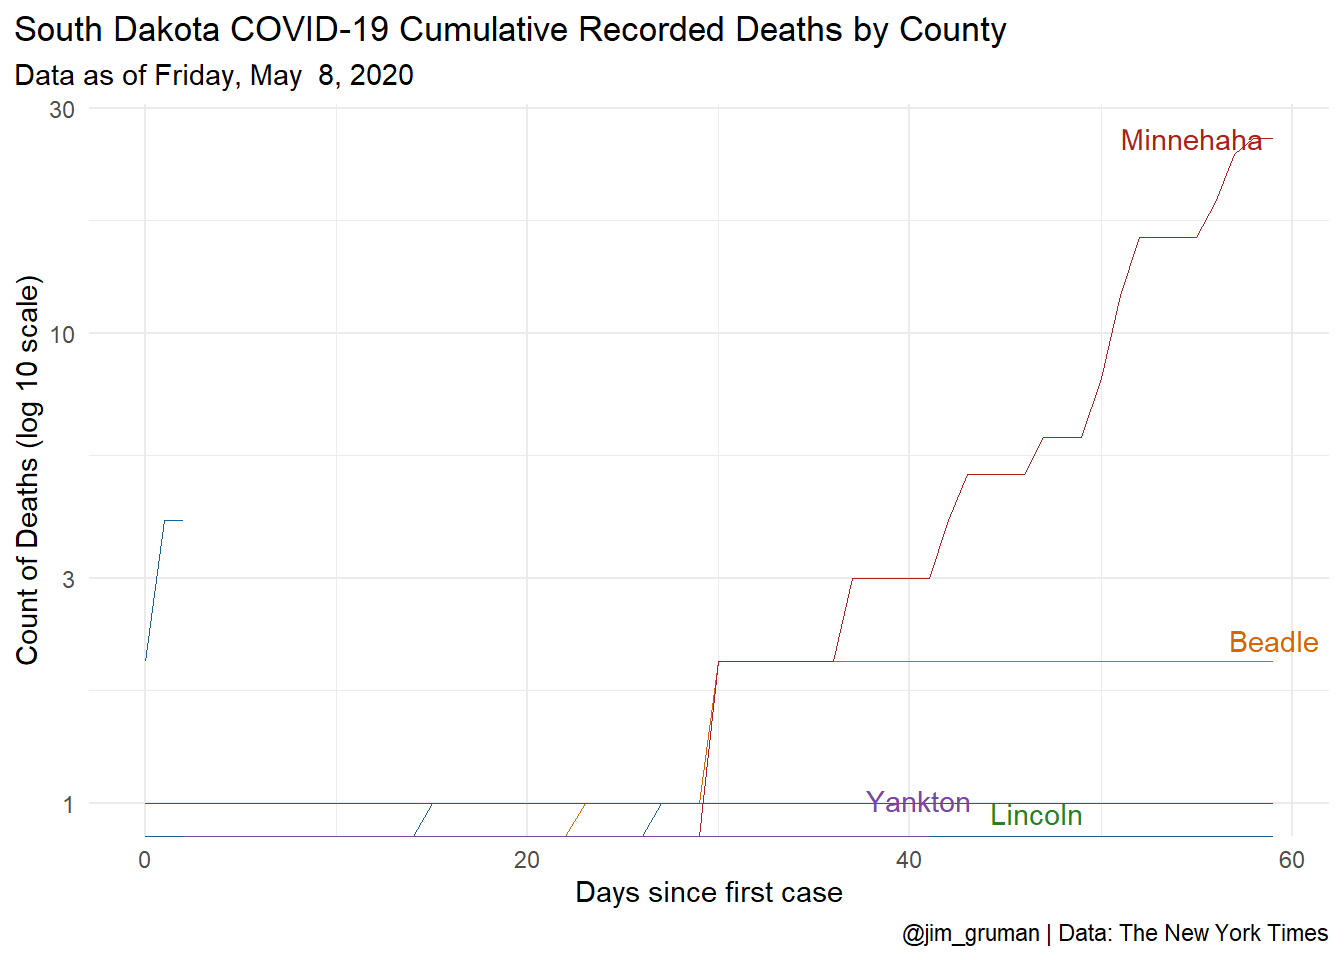 South Dakota COVID-19 Cumulative Recorded Deaths by County
Data as of Friday, May  8, 2020
Count of Deaths (log 10 scale)
30
10
3
1
Minnehaha
Beadle
Yankton
Lincoln
0
20
40
60
Days since first case
@jim_gruman | Data: The New York Times